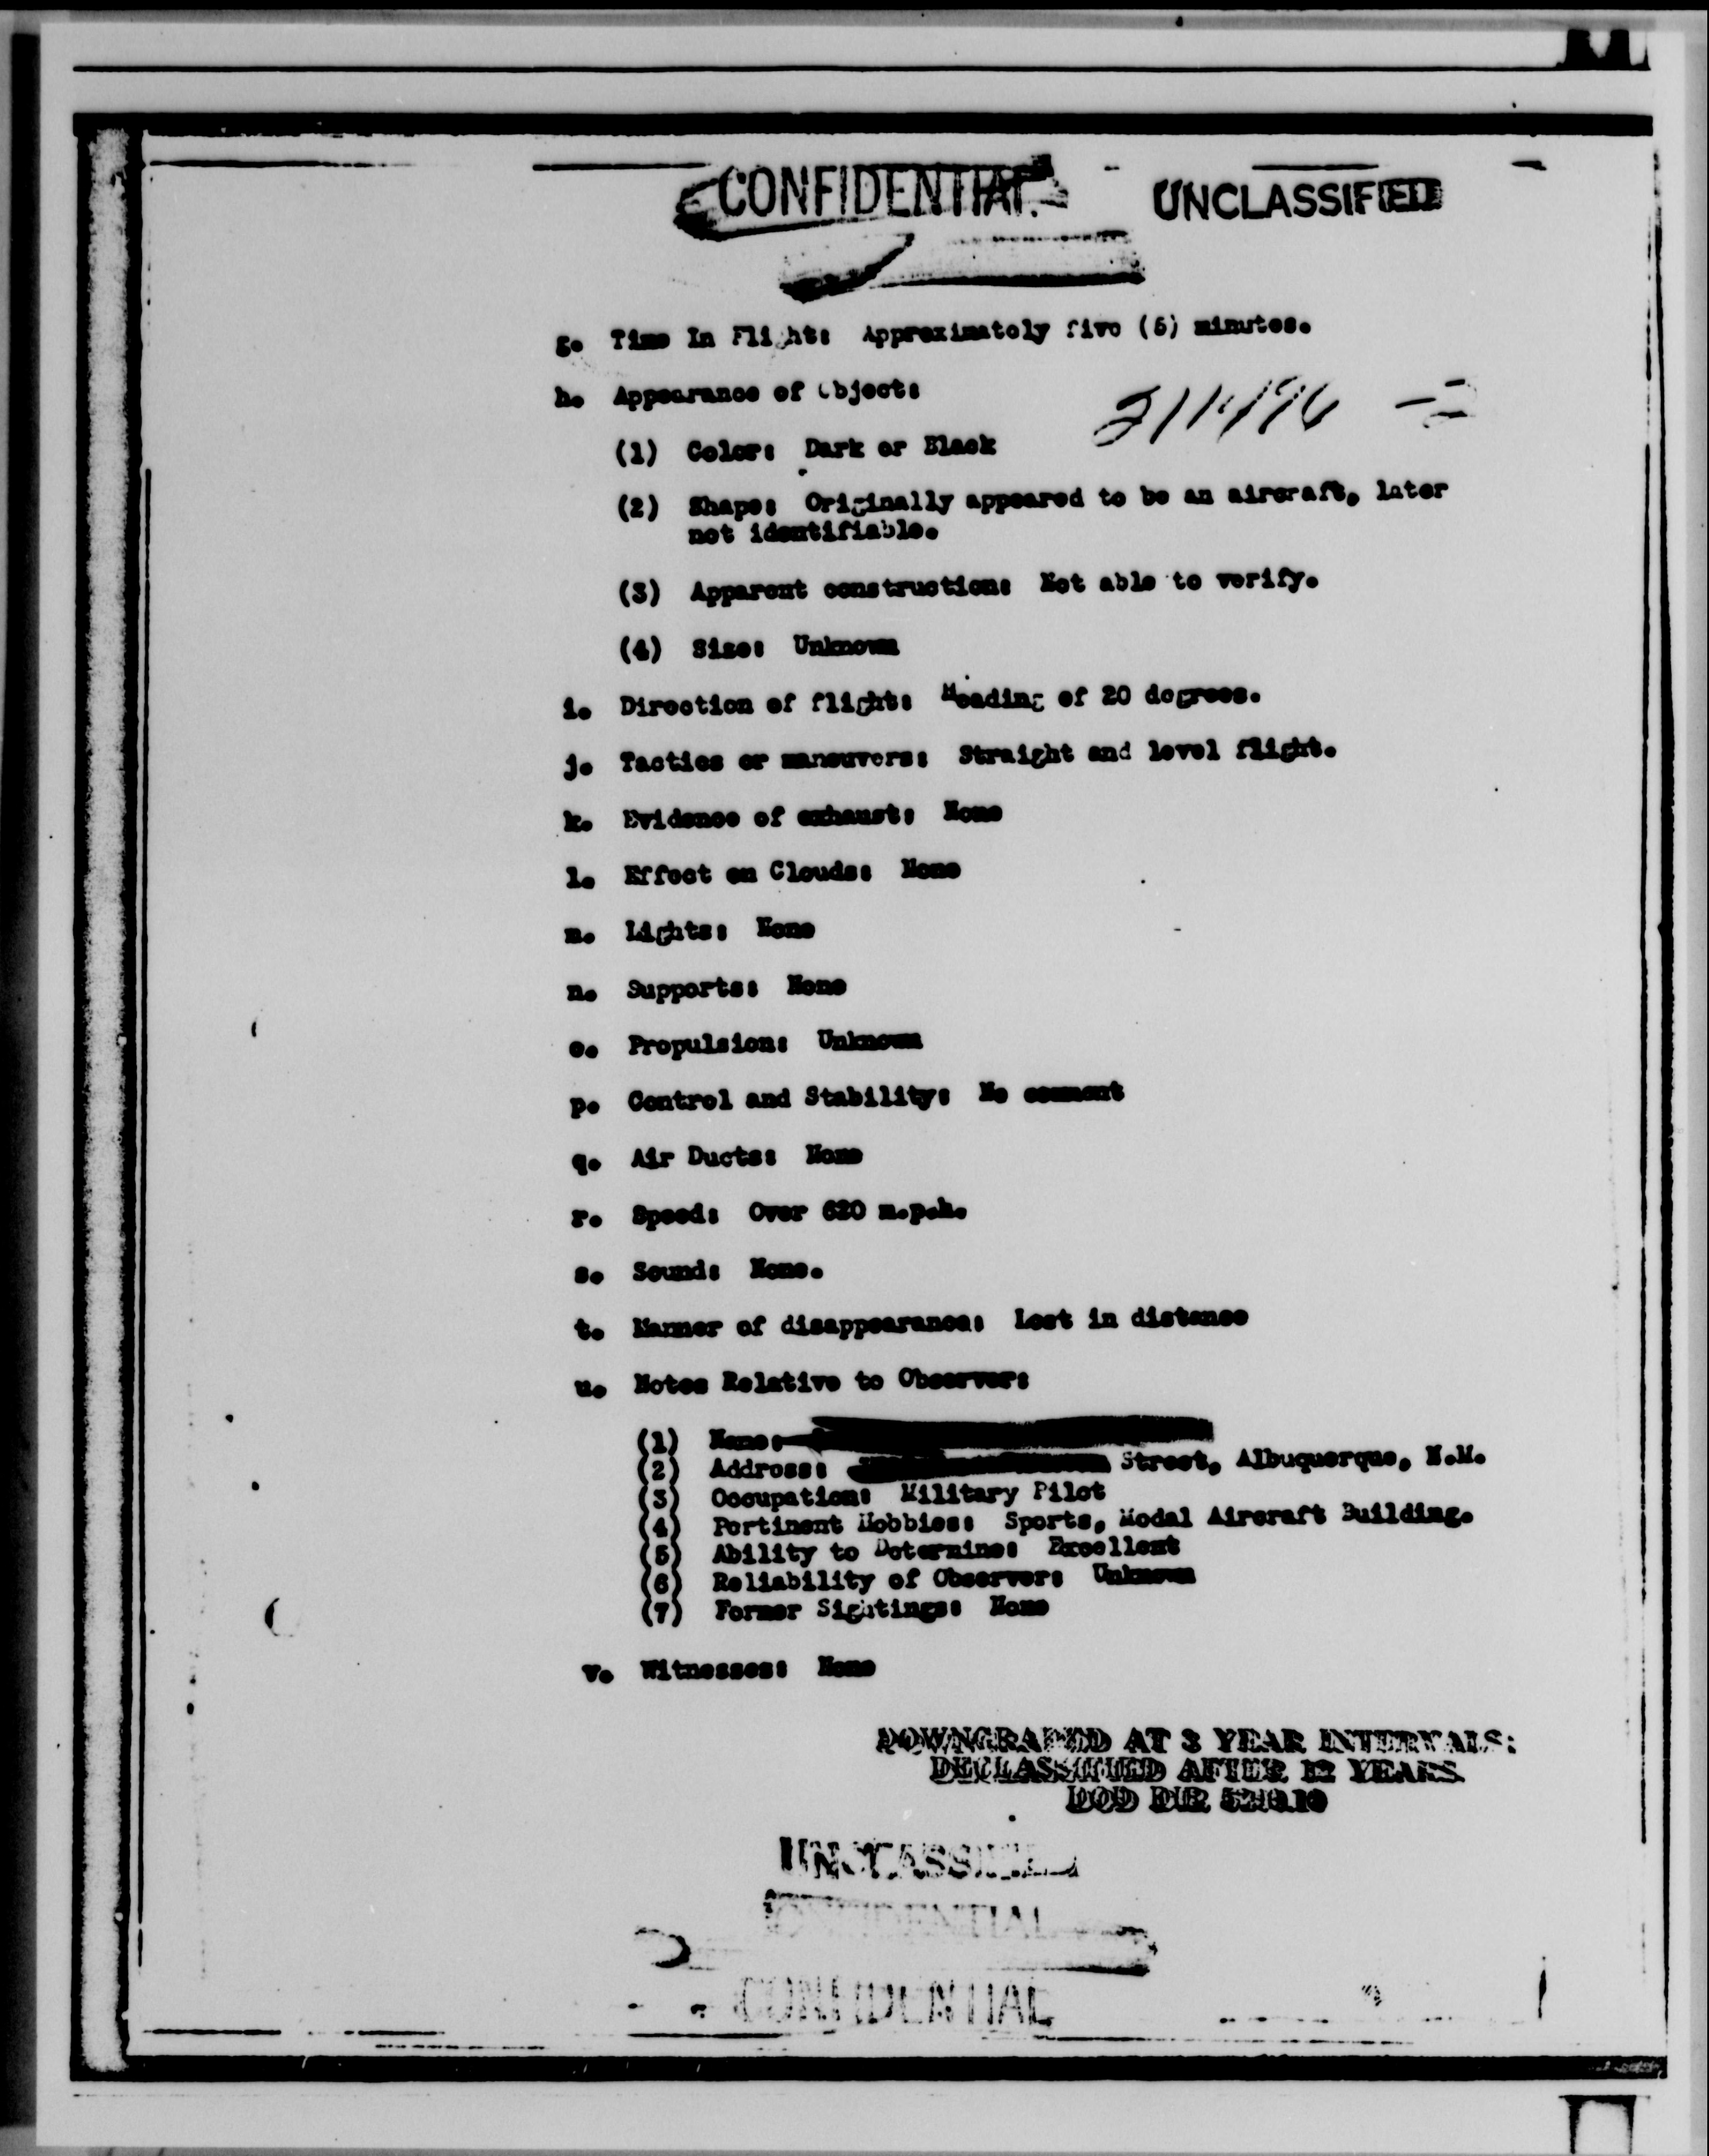 CONFIDENTIAL UNCLASSIFIED
g. Time In Flight: Approximately five (5) minutes.
h. Appearance of Object:
(1) Color: Dark or Black
(2) Shape: Originally appeared to be an aircraft, later
not identifiable.
(3) Apparent construction: Not able to verify.
(4) Size: Unknown
i. Direction of flight: Heading of 20 degrees.
j. Tactics or maneuvers: Straight and level flight.
k. Evidence of exhaust: None
l. Effect on Clouds: None
m. Lights: None
n. Supports: None
o. Propulsion: Unknown
p. Control and Stability: No comment
q. Air Ducts: None
r. Speed: Over 620 m.p.h.
s. Sound: None.
t. Manner of disappearance: Lost in distance
u. Notes Relative to Observer:
(1) Name:
(2) Address: Street, Albuquerque, N.M.
(3) Occupation: Military Pilot
(4) Pertinent Hobbies: Sports, Model Aircraft Building.
(5) Ability to Determine: Excellent
(6) Reliability of Observer: Unknown
(7) Former Sightings: None
v. Witnesses: None
DOWNGRADED AT 3 YEAR INTERVALS;
DECLASSIFIED AFTER 12 YEARS
DOD DIR 5200.10
UNCLASSIFIED
CONFIDENTIAL
CONFIDENTIAL